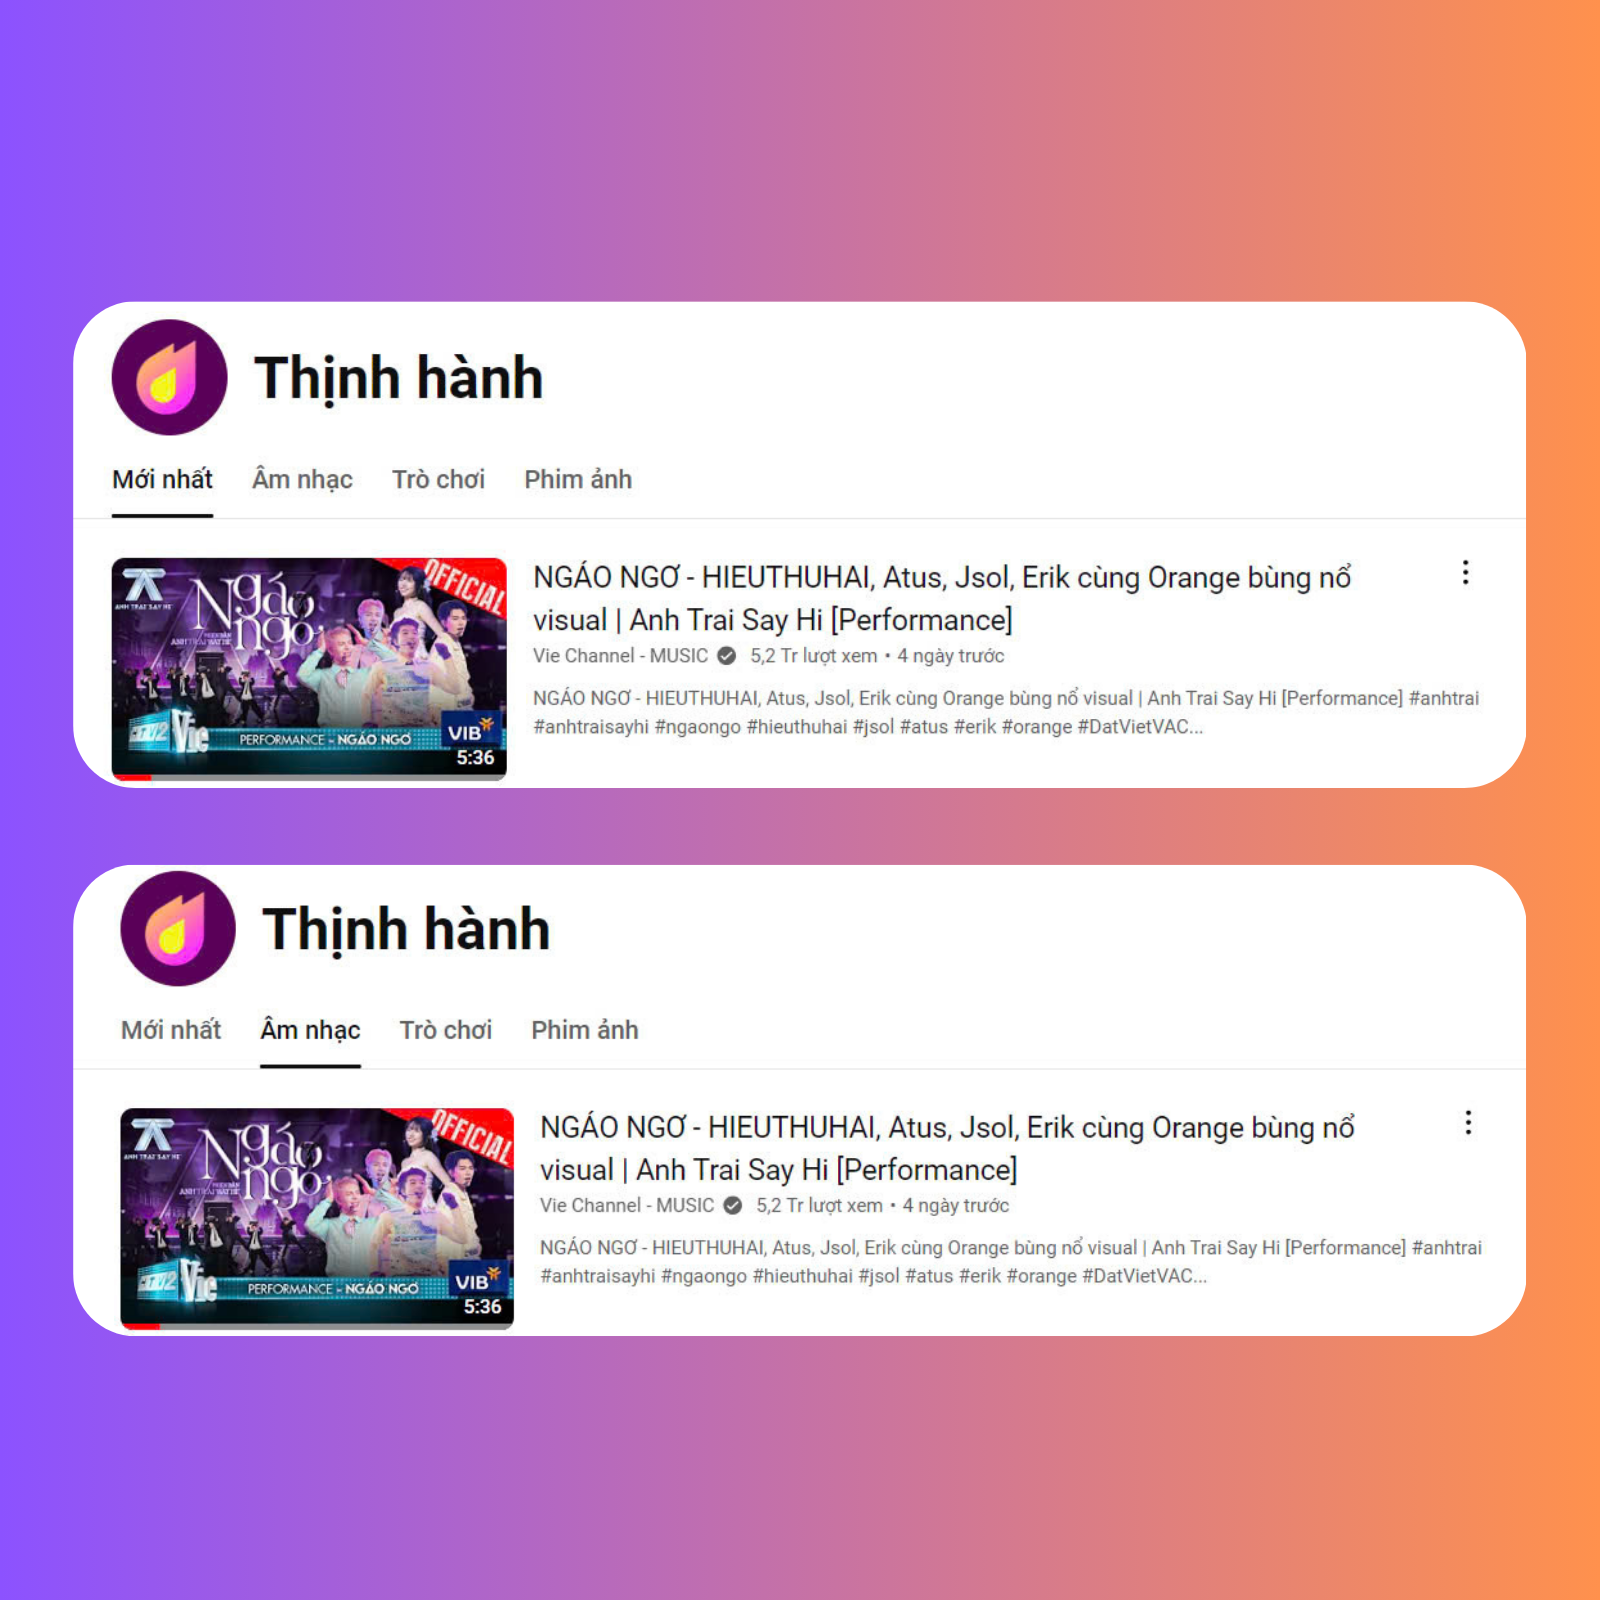 Thịnh hành
Mới nhất Âm nhạc Trò chơi Phim ảnh
OFFICIAL
ANH TRAI SAY HI
Ngáo
ngơ
VIB
PERFORMANCE - NGÁO NGƠ
Vie
5:36
NGÁO NGƠ - HIEUTHUHAI, Atus, Jsol, Erik cùng Orange bùng nổ
visual | Anh Trai Say Hi [Performance]
Vie Channel - MUSIC 5,2 Tr lượt xem • 4 ngày trước
NGÁO NGƠ - HIEUTHUHAI, Atus, Jsol, Erik cùng Orange bùng nổ visual | Anh Trai Say Hi [Performance] #anhtrai
#anhtraisayhi #ngaongo #hieuthuhai #jsol #atus #erik #orange #DatVietVAC...
Thịnh hành
Mới nhất Âm nhạc Trò chơi Phim ảnh
OFFICIAL
ANH TRAI SAY HI
Ngáo
ngơ
VIB
PERFORMANCE - NGÁO NGƠ
Vie
5:36
NGÁO NGƠ - HIEUTHUHAI, Atus, Jsol, Erik cùng Orange bùng nổ
visual | Anh Trai Say Hi [Performance]
Vie Channel - MUSIC 5,2 Tr lượt xem • 4 ngày trước
NGÁO NGƠ - HIEUTHUHAI, Atus, Jsol, Erik cùng Orange bùng nổ visual | Anh Trai Say Hi [Performance] #anhtrai
#anhtraisayhi #ngaongo #hieuthuhai #jsol #atus #erik #orange #DatVietVAC...